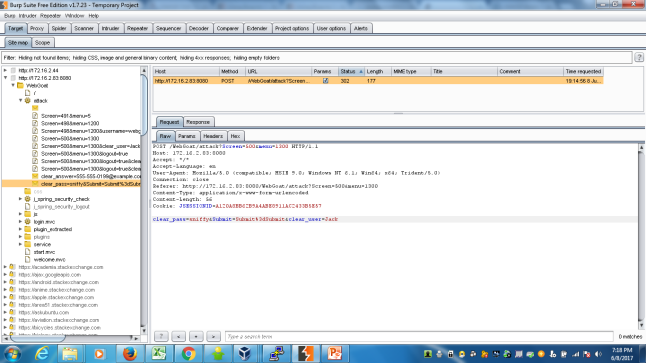 Burp Suite Free Edition v1.7.23 - Temporary Project
Burp Intruder Repeater Window Help
Target Proxy Spider Scanner Intruder Repeater Sequencer Decoder Comparer Extender Project options User options Alerts
Site map Scope
Filter: Hiding not found items; hiding CSS, image and general binary content; hiding 4xx responses; hiding empty folders
?
http://172.16.2.44
http://172.16.2.83:8080
WebGoat
/
attack
Screen=491&menu=5
Screen=498&menu=1200
Screen=498&menu=1200&username=webg
Screen=500&menu=1300
Screen=500&menu=1300&clear_user=Jack
Screen=500&menu=1300&logout=true
Screen=500&menu=1300&logout=true&clea
Screen=500&menu=1300&logout=true&clea
clear_answer=555-555-0199@example.co
clear_pass=sniffy&Submit=Submit%3dSub
css
j_spring_security_check
j_spring_security_logout
js
login.mvc
plugin_extracted
plugins
service
start.mvc
welcome.mvc
https://academia.stackexchange.com
https://ajax.googleapis.com
https://android.stackexchange.com
https://anime.stackexchange.com
https://apple.stackexchange.com
https://area51.stackexchange.com
https://askubuntu.com
https://aviation.stackexchange.com
https://bicycles.stackexchange.com
Host Method URL Params Status Length MIME type Title Comment Time requested
http://172.16.2.83:8080 POST /WebGoat/attack?Screen... 302 177 19:14:56 8 Ju...
Request Response
Raw Params Headers Hex
POST /WebGoat/attack?Screen=500&menu=1300 HTTP/1.1
Host: 172.16.2.83:8080
Accept: */*
Accept-Language: en
User-Agent: Mozilla/5.0 (compatible; MSIE 9.0; Windows NT 6.1; Win64; x64; Trident/5.0)
Connection: close
Referer: http://172.16.2.83:8080/WebGoat/attack?Screen=500&menu=1300
Content-Type: application/x-www-form-urlencoded
Content-Length: 56
Cookie:
clear_pass=sniffy&Submit=Submit%3dSubmit&clear_user=Jack
? < + > Type a search term 0 matches
7:18 PM
6/8/2017